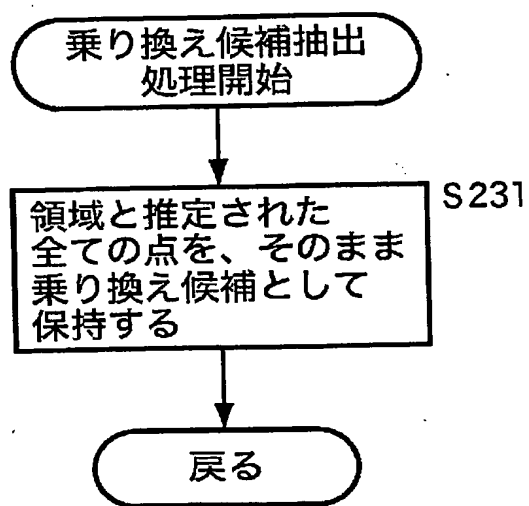 乗り換え候補抽出
処理開始
S231
領域と推定された
全ての点を、そのまま
乗り換え候補として
保持する
戻る